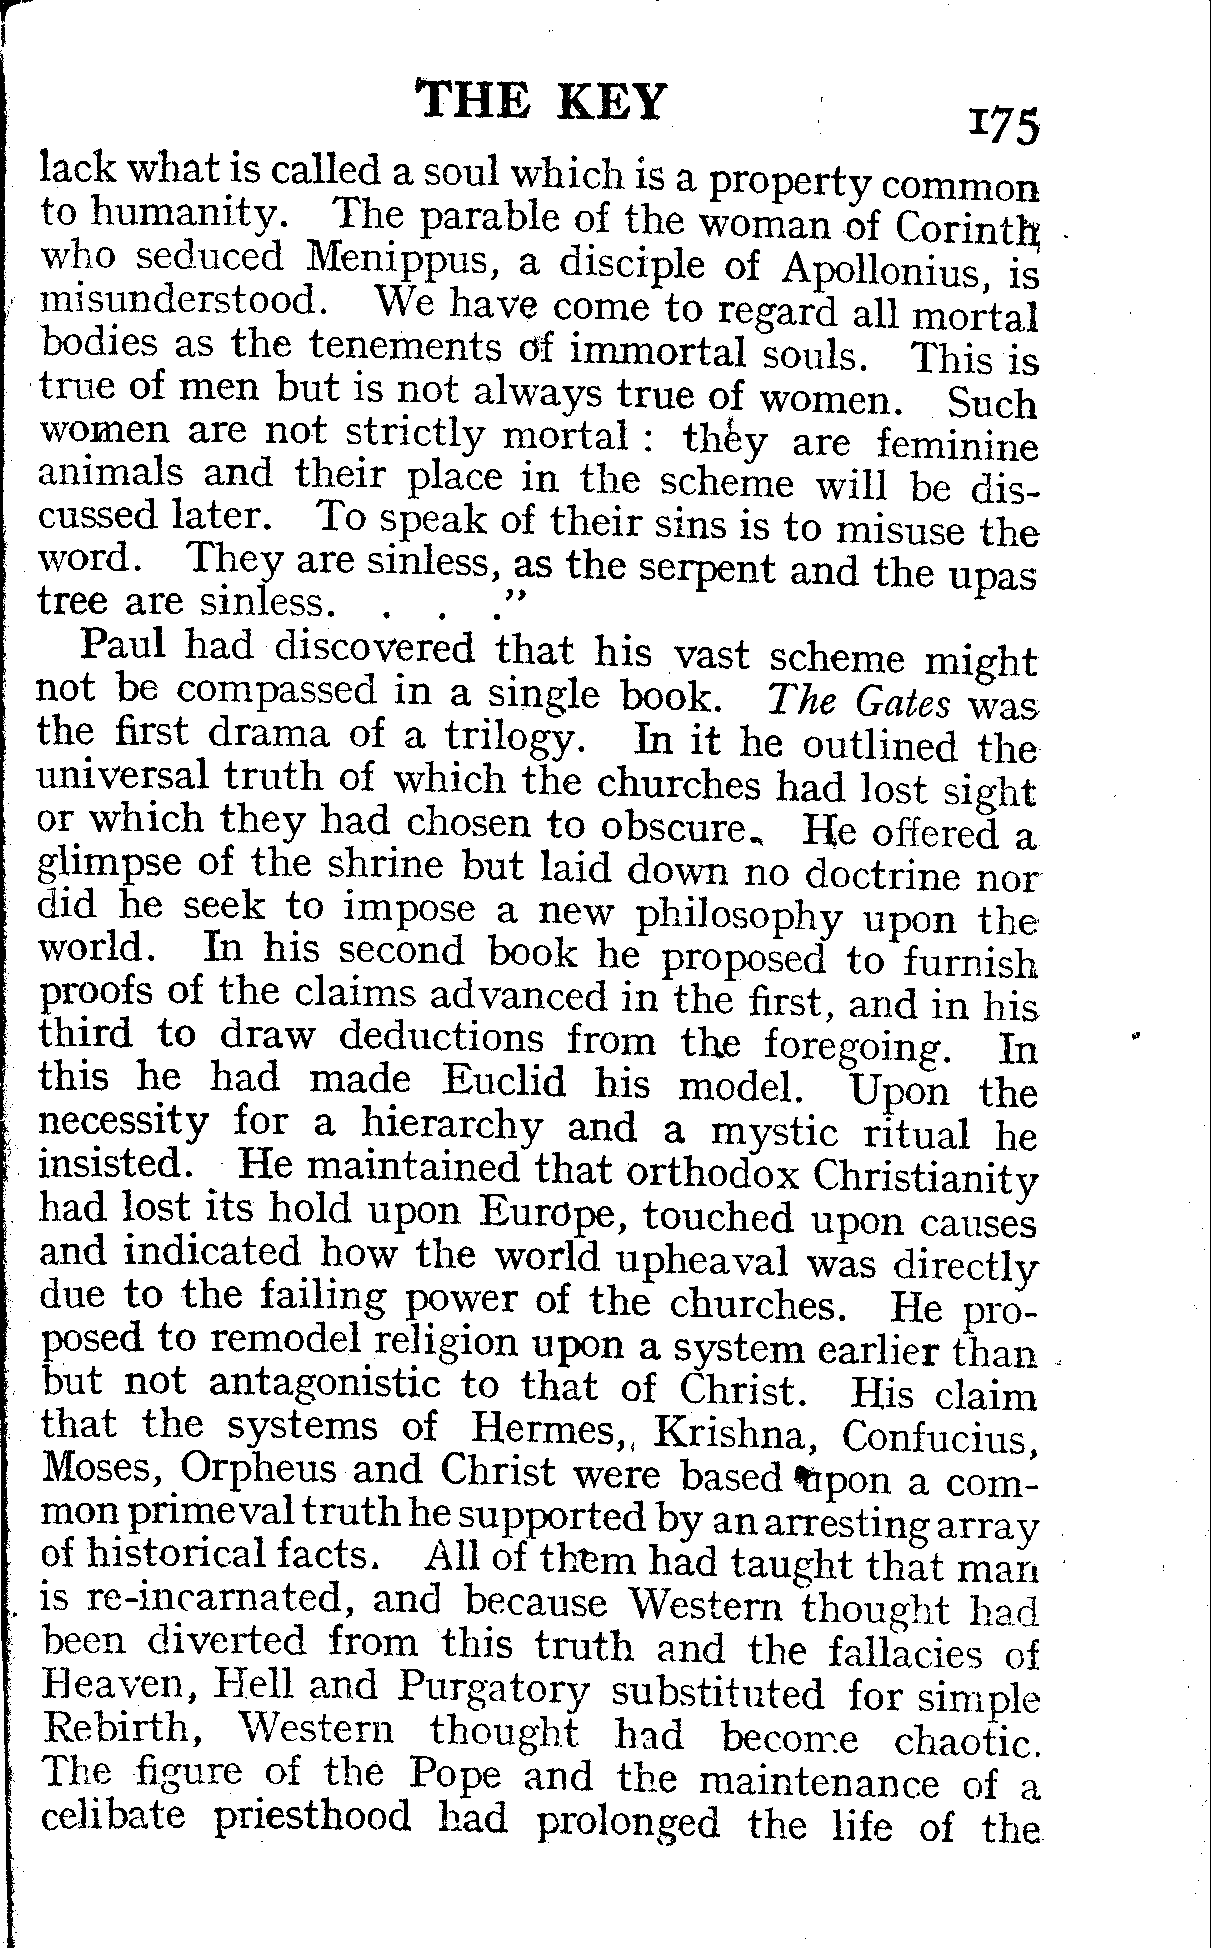 THE KEY
175
lack what is called a soul which is a property common
to humanity. The parable of the woman of Corinth
who seduced Menippus, a disciple of Apollonius, is
misunderstood. We have come to regard all mortal
bodies as the tenements of immortal souls. This is
true of men but is not always true of women. Such
women are not strictly mortal : they are feminine
animals and their place in the scheme will be dis-
cussed later. To speak of their sins is to misuse the
word. They are sinless, as the serpent and the upas
tree are sinless. . . ."
Paul had discovered that his vast scheme might
not be compassed in a single book. The Gates was
the first drama of a trilogy. In it he outlined the
universal truth of which the churches had lost sight
or which they had chosen to obscure. He offered a
glimpse of the shrine but laid down no doctrine nor
did he seek to impose a new philosophy upon the
world. In his second book he proposed to furnish
proofs of the claims advanced in the first, and in his
third to draw deductions from the foregoing. In
this he had made Euclid his model. Upon the
necessity for a hierarchy and a mystic ritual he
insisted. He maintained that orthodox Christianity
had lost its hold upon Europe, touched upon causes
and indicated how the world upheaval was directly
due to the failing power of the churches. He pro-
posed to remodel religion upon a system earlier than
but not antagonistic to that of Christ. His claim
that the systems of Hermes, Krishna, Confucius,
Moses, Orpheus and Christ were based upon a com-
mon primeval truth he supported by an arresting array
of historical facts. All of them had taught that man
is re-incarnated, and because Western thought had
been diverted from this truth and the fallacies of
Heaven, Hell and Purgatory substituted for simple
Rebirth, Western thought had become chaotic.
The figure of the Pope and the maintenance of a
celibate priesthood had prolonged the life of the